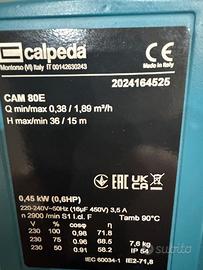 calpeda
Montorso (VI) Italy IT 00142630243
2024164525
CAM 80E
Q min/max 0,38 / 1,89 m³/h
H max/min 36 / 15 m
0,45 kW (0,6HP)
220-240V~50Hz (16µF 450V) 3,5 A
n 2900 /min S1 I.cl. F Tamb 90°C
V % cosφ η
230 100 0.98 71.8
230 75 0.96 68.5 7,6 kg
230 50 0.91 58.2 IP 54
IEC 60034-1 IE2-71,8
Subito